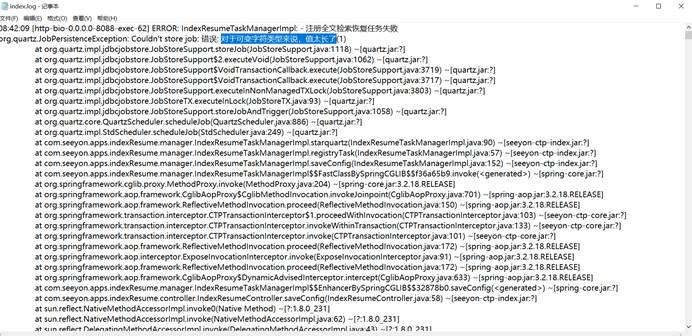 index.log - 记事本
文件(F) 编辑(E) 格式(O) 查看(V) 帮助(H)
08:42:09 [http-bio-0.0.0.0-8088-exec-62] ERROR: IndexResumeTaskManagerImpl: - 注册全文检索恢复任务失败
org.quartz.JobPersistenceException: Couldn't store job: 错误: 对于可变字符类型来说，值太长了(1)
at org.quartz.impl.jdbcjobstore.JobStoreSupport.storeJob(JobStoreSupport.java:1118) ~[quartz.jar:?]
at org.quartz.impl.jdbcjobstore.JobStoreSupport$2.executeVoid(JobStoreSupport.java:1062) ~[quartz.jar:?]
at org.quartz.impl.jdbcjobstore.JobStoreSupport$VoidTransactionCallback.execute(JobStoreSupport.java:3719) ~[quartz.jar:?]
at org.quartz.impl.jdbcjobstore.JobStoreSupport$VoidTransactionCallback.execute(JobStoreSupport.java:3717) ~[quartz.jar:?]
at org.quartz.impl.jdbcjobstore.JobStoreSupport.executeInNonManagedTXLock(JobStoreSupport.java:3803) ~[quartz.jar:?]
at org.quartz.impl.jdbcjobstore.JobStoreTX.executeInLock(JobStoreTX.java:93) ~[quartz.jar:?]
at org.quartz.impl.jdbcjobstore.JobStoreSupport.storeJobAndTrigger(JobStoreSupport.java:1058) ~[quartz.jar:?]
at org.quartz.core.QuartzScheduler.scheduleJob(QuartzScheduler.java:886) ~[quartz.jar:?]
at org.quartz.impl.StdScheduler.scheduleJob(StdScheduler.java:249) ~[quartz.jar:?]
at com.seeyon.apps.indexResume.manager.IndexResumeTaskManagerImpl.starquartz(IndexResumeTaskManagerImpl.java:90) ~[seeyon-ctp-index.jar:?]
at com.seeyon.apps.indexResume.manager.IndexResumeTaskManagerImpl.registryTask(IndexResumeTaskManagerImpl.java:57) ~[seeyon-ctp-index.jar:?]
at com.seeyon.apps.indexResume.manager.IndexResumeTaskManagerImpl.saveConfig(IndexResumeTaskManagerImpl.java:152) ~[seeyon-ctp-index.jar:?]
at com.seeyon.apps.indexResume.manager.IndexResumeTaskManagerImpl$$FastClassBySpringCGLIB$$f36a65b9.invoke(<generated>) ~[seeyon-ctp-index.jar:?]
at org.springframework.cglib.proxy.MethodProxy.invoke(MethodProxy.java:204) ~[spring-core.jar:3.2.18.RELEASE]
at org.springframework.aop.framework.CglibAopProxy$CglibMethodInvocation.invokeJoinpoint(CglibAopProxy.java:701) ~[spring-aop.jar:3.2.18.RELEASE]
at org.springframework.aop.framework.ReflectiveMethodInvocation.proceed(ReflectiveMethodInvocation.java:150) ~[spring-aop.jar:3.2.18.RELEASE]
at org.springframework.transaction.interceptor.CTPTransactionInterceptor$1.proceedWithInvocation(CTPTransactionInterceptor.java:103) ~[seeyon-ctp-core.jar:?]
at org.springframework.transaction.interceptor.CTPTransactionInterceptor.invokeWithinTransaction(CTPTransactionInterceptor.java:133) ~[seeyon-ctp-core.jar:?]
at org.springframework.transaction.interceptor.CTPTransactionInterceptor.invoke(CTPTransactionInterceptor.java:101) ~[seeyon-ctp-core.jar:?]
at org.springframework.aop.framework.ReflectiveMethodInvocation.proceed(ReflectiveMethodInvocation.java:172) ~[spring-aop.jar:3.2.18.RELEASE]
at org.springframework.aop.interceptor.ExposeInvocationInterceptor.invoke(ExposeInvocationInterceptor.java:91) ~[spring-aop.jar:3.2.18.RELEASE]
at org.springframework.aop.framework.ReflectiveMethodInvocation.proceed(ReflectiveMethodInvocation.java:172) ~[spring-aop.jar:3.2.18.RELEASE]
at org.springframework.aop.framework.CglibAopProxy$DynamicAdvisedInterceptor.intercept(CglibAopProxy.java:633) ~[spring-aop.jar:3.2.18.RELEASE]
at com.seeyon.apps.indexResume.manager.IndexResumeTaskManagerImpl$$EnhancerBySpringCGLIB$$32878b0.saveConfig(<generated>) ~[seeyon-ctp-core.jar:?]
at com.seeyon.apps.indexResume.controller.IndexResumeController.saveConfig(IndexResumeController.java:58) ~[seeyon-ctp-index.jar:?]
at sun.reflect.NativeMethodAccessorImpl.invoke0(Native Method) ~[?:1.8.0_231]
at sun.reflect.NativeMethodAccessorImpl.invoke(NativeMethodAccessorImpl.java:62) ~[?:1.8.0_231]
at sun.reflect.DelegatingMethodAccessorImpl.invoke(DelegatingMethodAccessorImpl.java:43) ~[?:1.8.0_231]